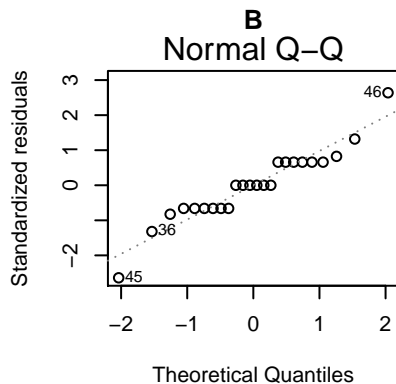 B
Normal Q−Q
Standardized residuals
3
2
1
0
−2
46
36
45
−2 −1 0 1 2
Theoretical Quantiles